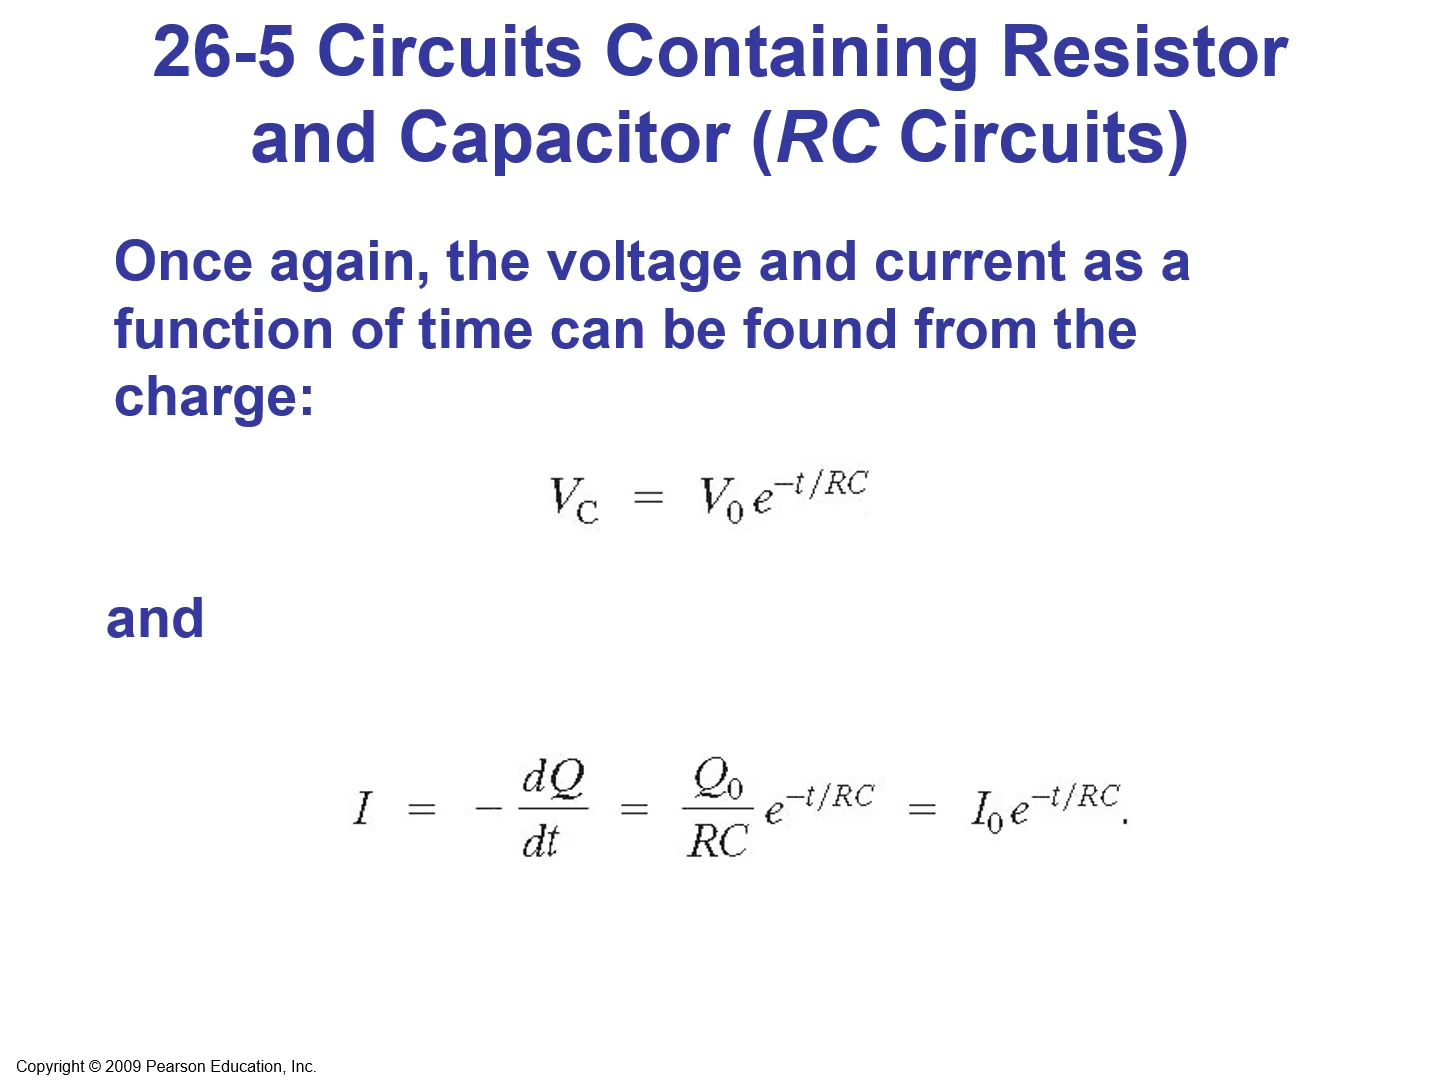 26-5 Circuits Containing Resistor
and Capacitor (RC Circuits)
Once again, the voltage and current as a
function of time can be found from the
charge:
V_C = V_0 e^{-t/RC}
and
I = - dQ/dt = Q_0/RC e^{-t/RC} = I_0 e^{-t/RC}.
Copyright © 2009 Pearson Education, Inc.